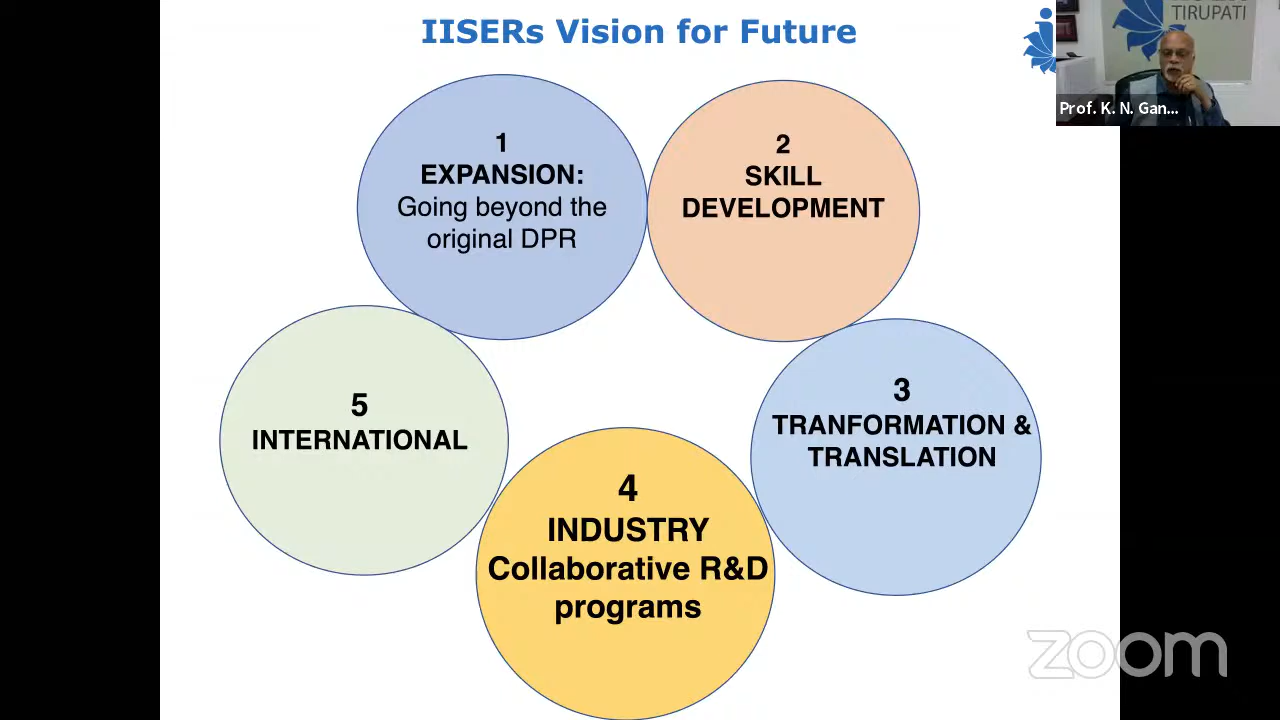 IISERs Vision for Future
TIRUPATI
Prof. K. N. Gan...
1
EXPANSION:
Going beyond the
original DPR
2
SKILL
DEVELOPMENT
3
TRANFORMATION &
TRANSLATION
4
INDUSTRY
Collaborative R&D
programs
5
INTERNATIONAL
zoom